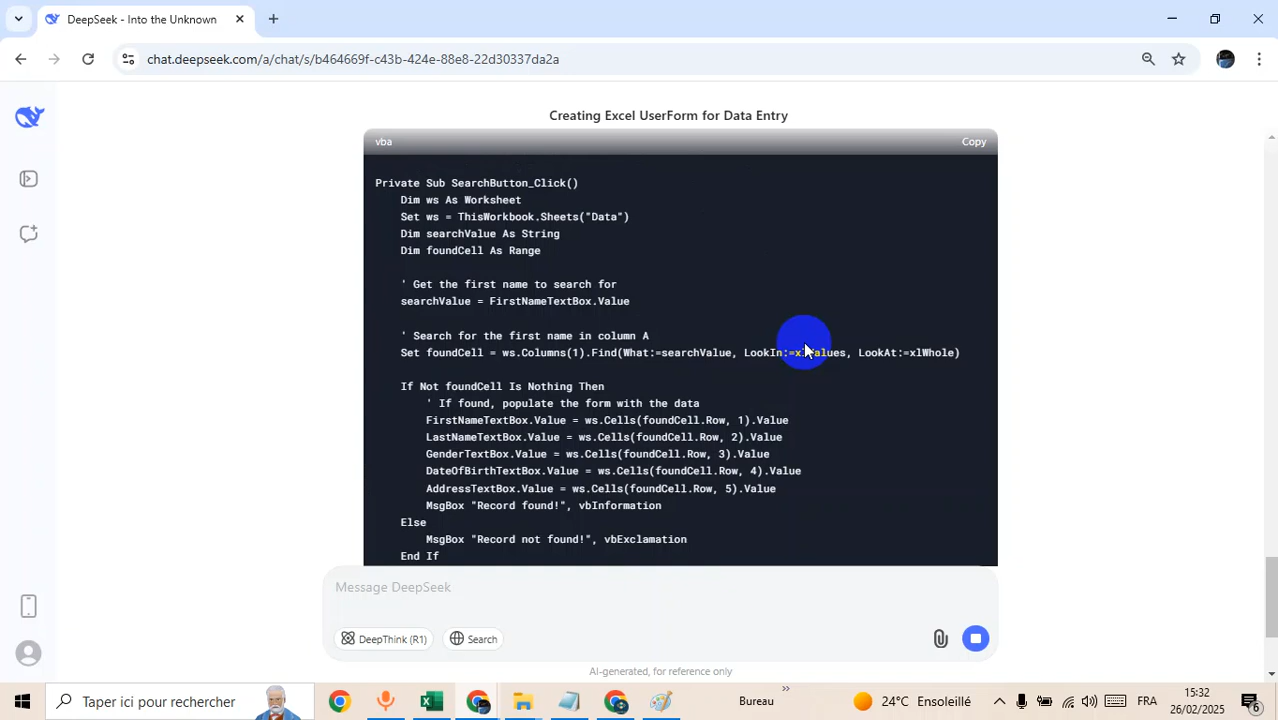 DeepSeek - Into the Unknown
chat.deepseek.com/a/chat/s/b464669f-c43b-424e-88e8-22d30337da2a
Creating Excel UserForm for Data Entry
vba
Copy
Private Sub SearchButton_Click()
Dim ws As Worksheet
Set ws = ThisWorkbook.Sheets("Data")
Dim searchValue As String
Dim foundCell As Range
' Get the first name to search for
searchValue = FirstNameTextBox.Value
' Search for the first name in column A
Set foundCell = ws.Columns(1).Find(What:=searchValue, LookIn:=xlValues, LookAt:=xlWhole)
If Not foundCell Is Nothing Then
' If found, populate the form with the data
FirstNameTextBox.Value = ws.Cells(foundCell.Row, 1).Value
LastNameTextBox.Value = ws.Cells(foundCell.Row, 2).Value
GenderTextBox.Value = ws.Cells(foundCell.Row, 3).Value
DateOfBirthTextBox.Value = ws.Cells(foundCell.Row, 4).Value
AddressTextBox.Value = ws.Cells(foundCell.Row, 5).Value
MsgBox "Record found!", vbInformation
Else
MsgBox "Record not found!", vbExclamation
End If
Message DeepSeek
DeepThink (R1)
Search
AI-generated, for reference only
Taper ici pour rechercher
Bureau
»
24°C Ensoleillé
FRA
15:32
26/02/2025
6